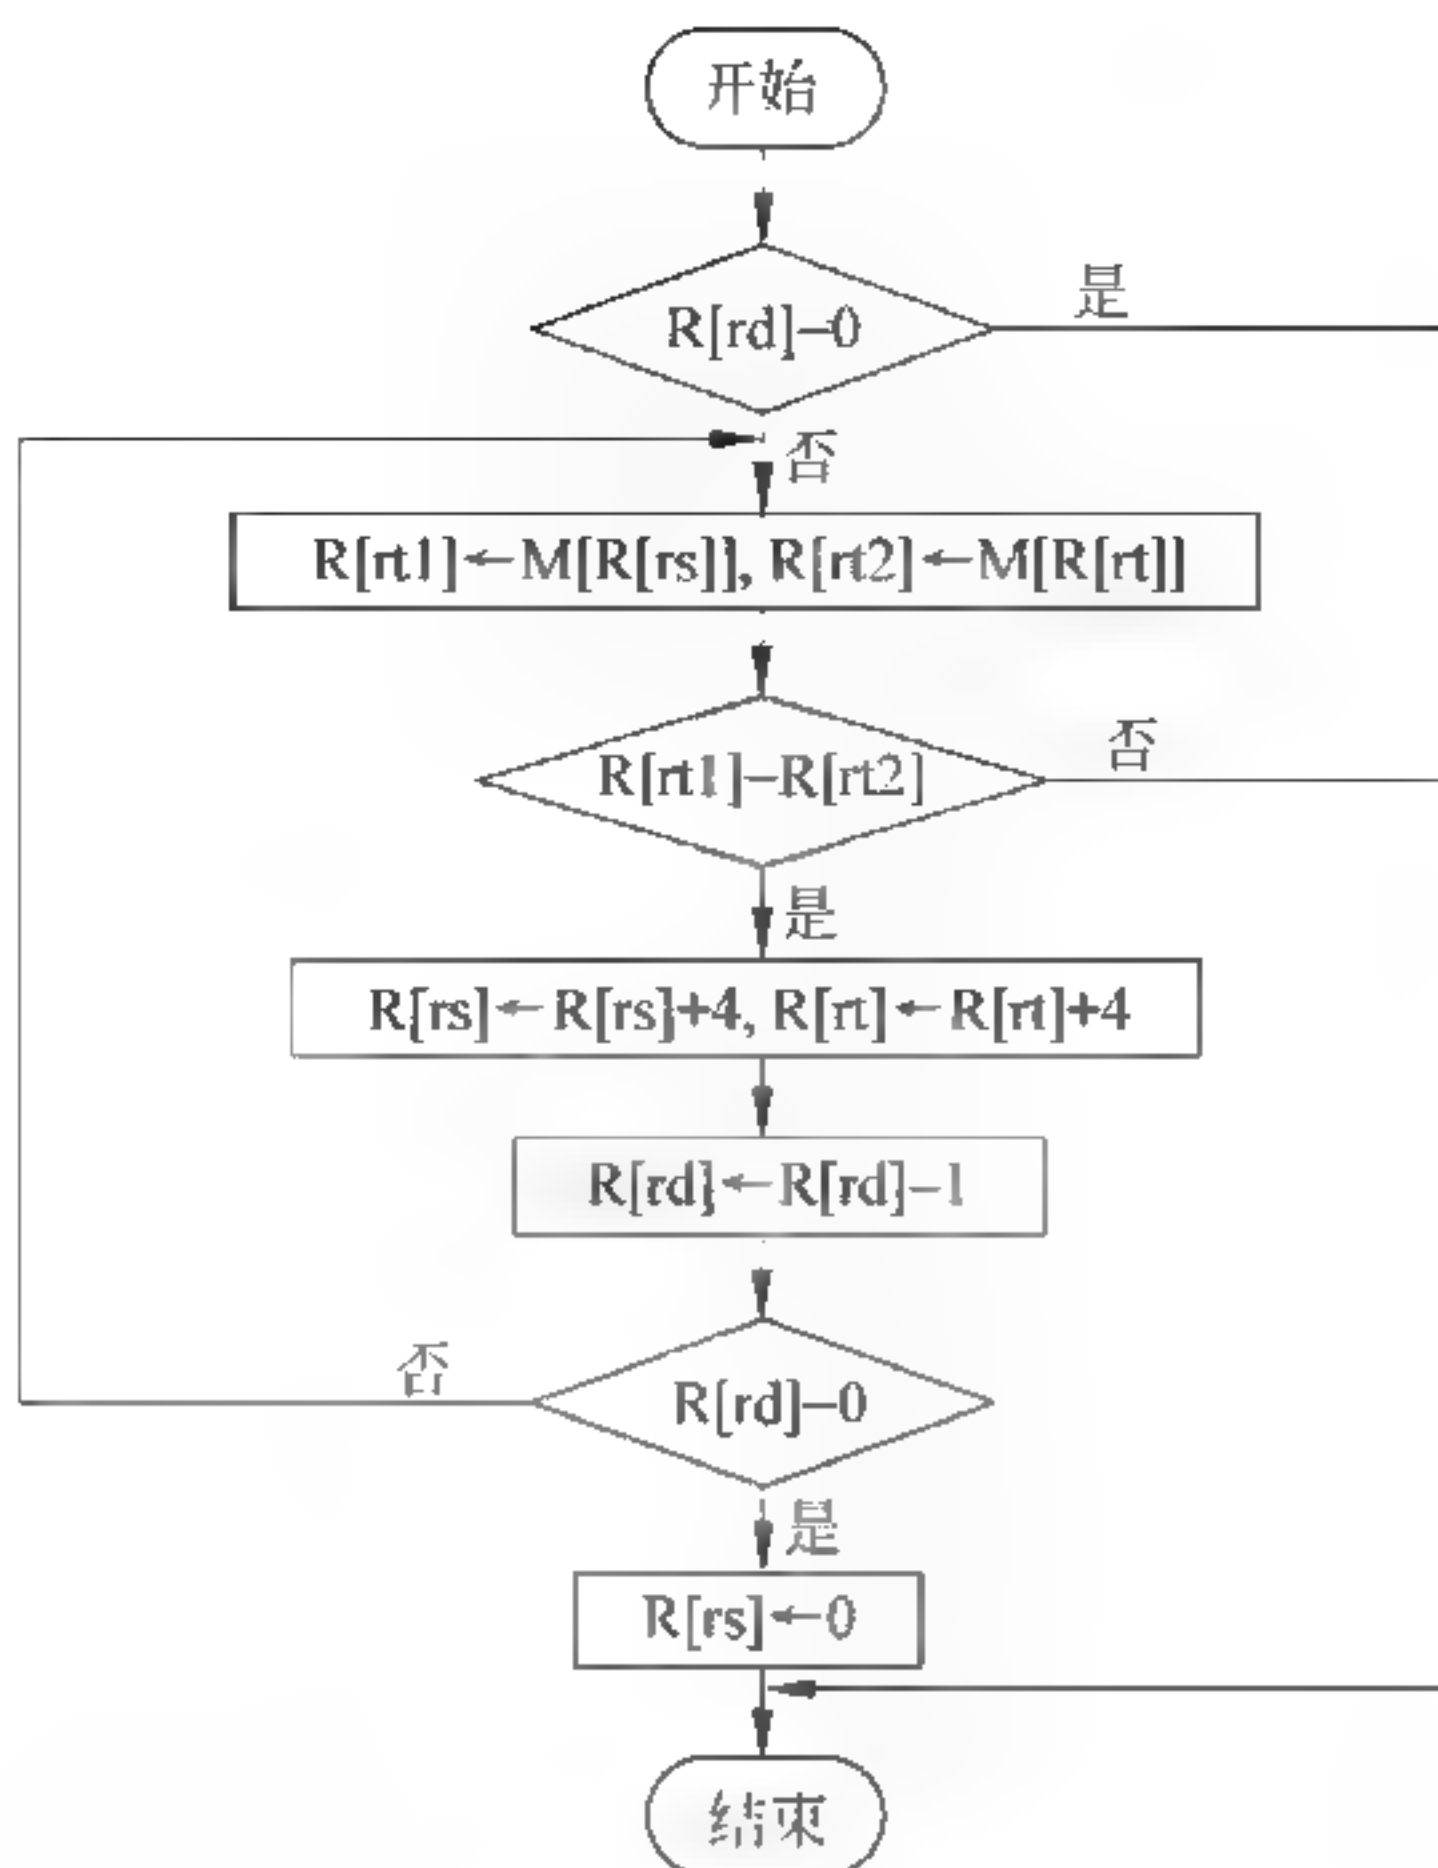 开始
R[rd]–0
是
否
R[rt1]←M[R[rs]], R[rt2]←M[R[rt]]
R[rt1]–R[rt2]
否
是
R[rs]←R[rs]+4, R[rt]←R[rt]+4
R[rd]←R[rd]–1
否
R[rd]–0
是
R[rs]←0
结束